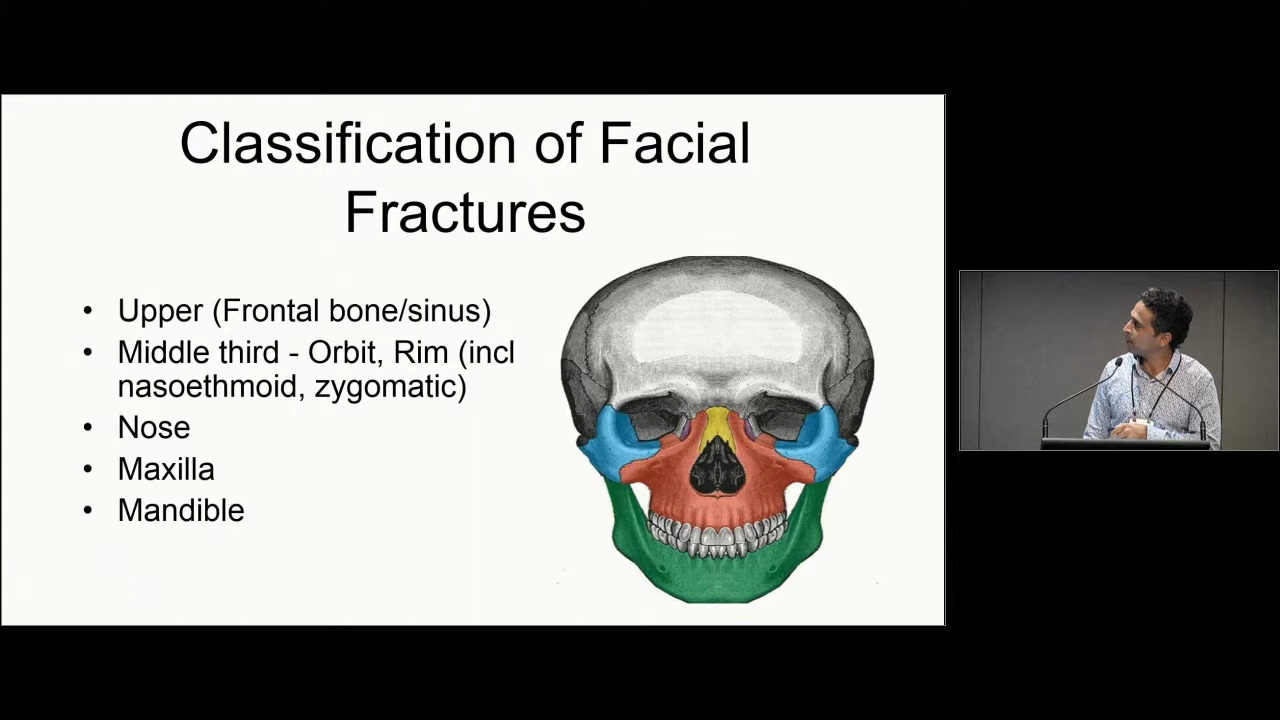 Classification of Facial
Fractures
• Upper (Frontal bone/sinus)
• Middle third - Orbit, Rim (incl
nasoethmoid, zygomatic)
• Nose
• Maxilla
• Mandible